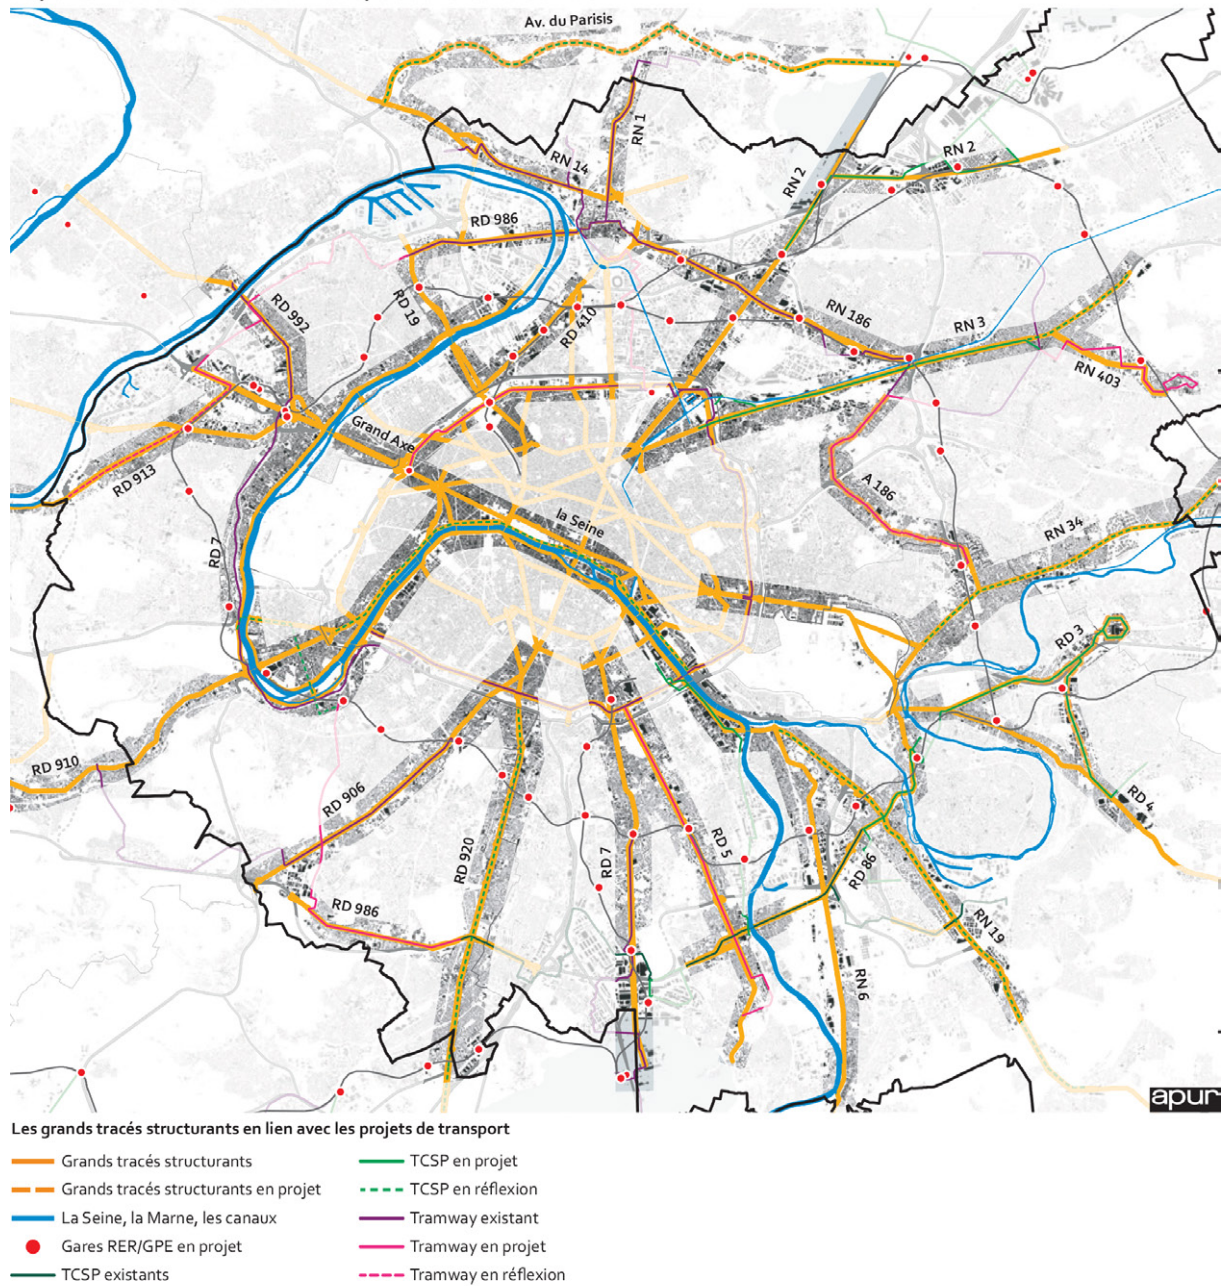 Av. du Parisis
RN 1
RN 14
RN 2
RN 2
RD 986
RD 992
RD 19
RD 410
RN 186
RN 3
RN 403
Grand Axe
RD 913
A 186
la Seine
RN 34
RD 7
RD 3
RD 910
RD 906
RD 4
RD 920
RD 7
RD 5
RD 86
RD 986
RN 19
RN 6
apur
Les grands tracés structurants en lien avec les projets de transport
Grands tracés structurants
Grands tracés structurants en projet
La Seine, la Marne, les canaux
Gares RER/GPE en projet
TCSP existants
TCSP en projet
TCSP en réflexion
Tramway existant
Tramway en projet
Tramway en réflexion